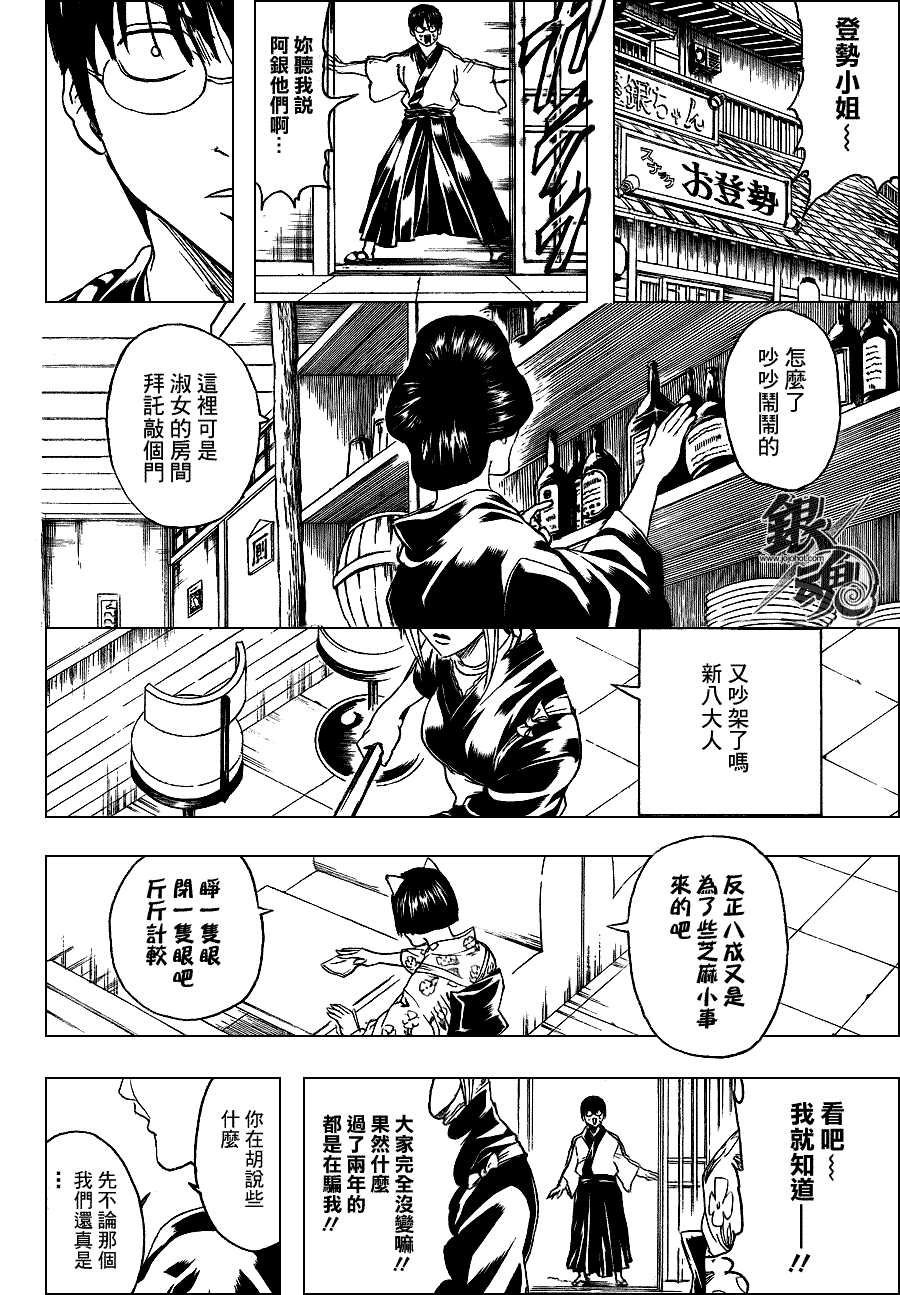 登勢小姐~
銀ちゃん
スナック
お登勢
妳聽我說
阿銀他們啊…
怎麼了
吵吵鬧鬧的
這裡可是
淑女的房間
拜託敲個門
銀魂
www.jojohot.com
又吵架了嗎
新八大人
反正八成又是
為了些芝麻小事
來的吧
睜一隻眼
閉一隻眼吧
斤斤計較
看吧~
我就知道——!!
大家完全沒變嘛!!
果然什麼
過了兩年的
都是在騙我!!
你在胡說些
什麼
先不論那個
我們還真是
…